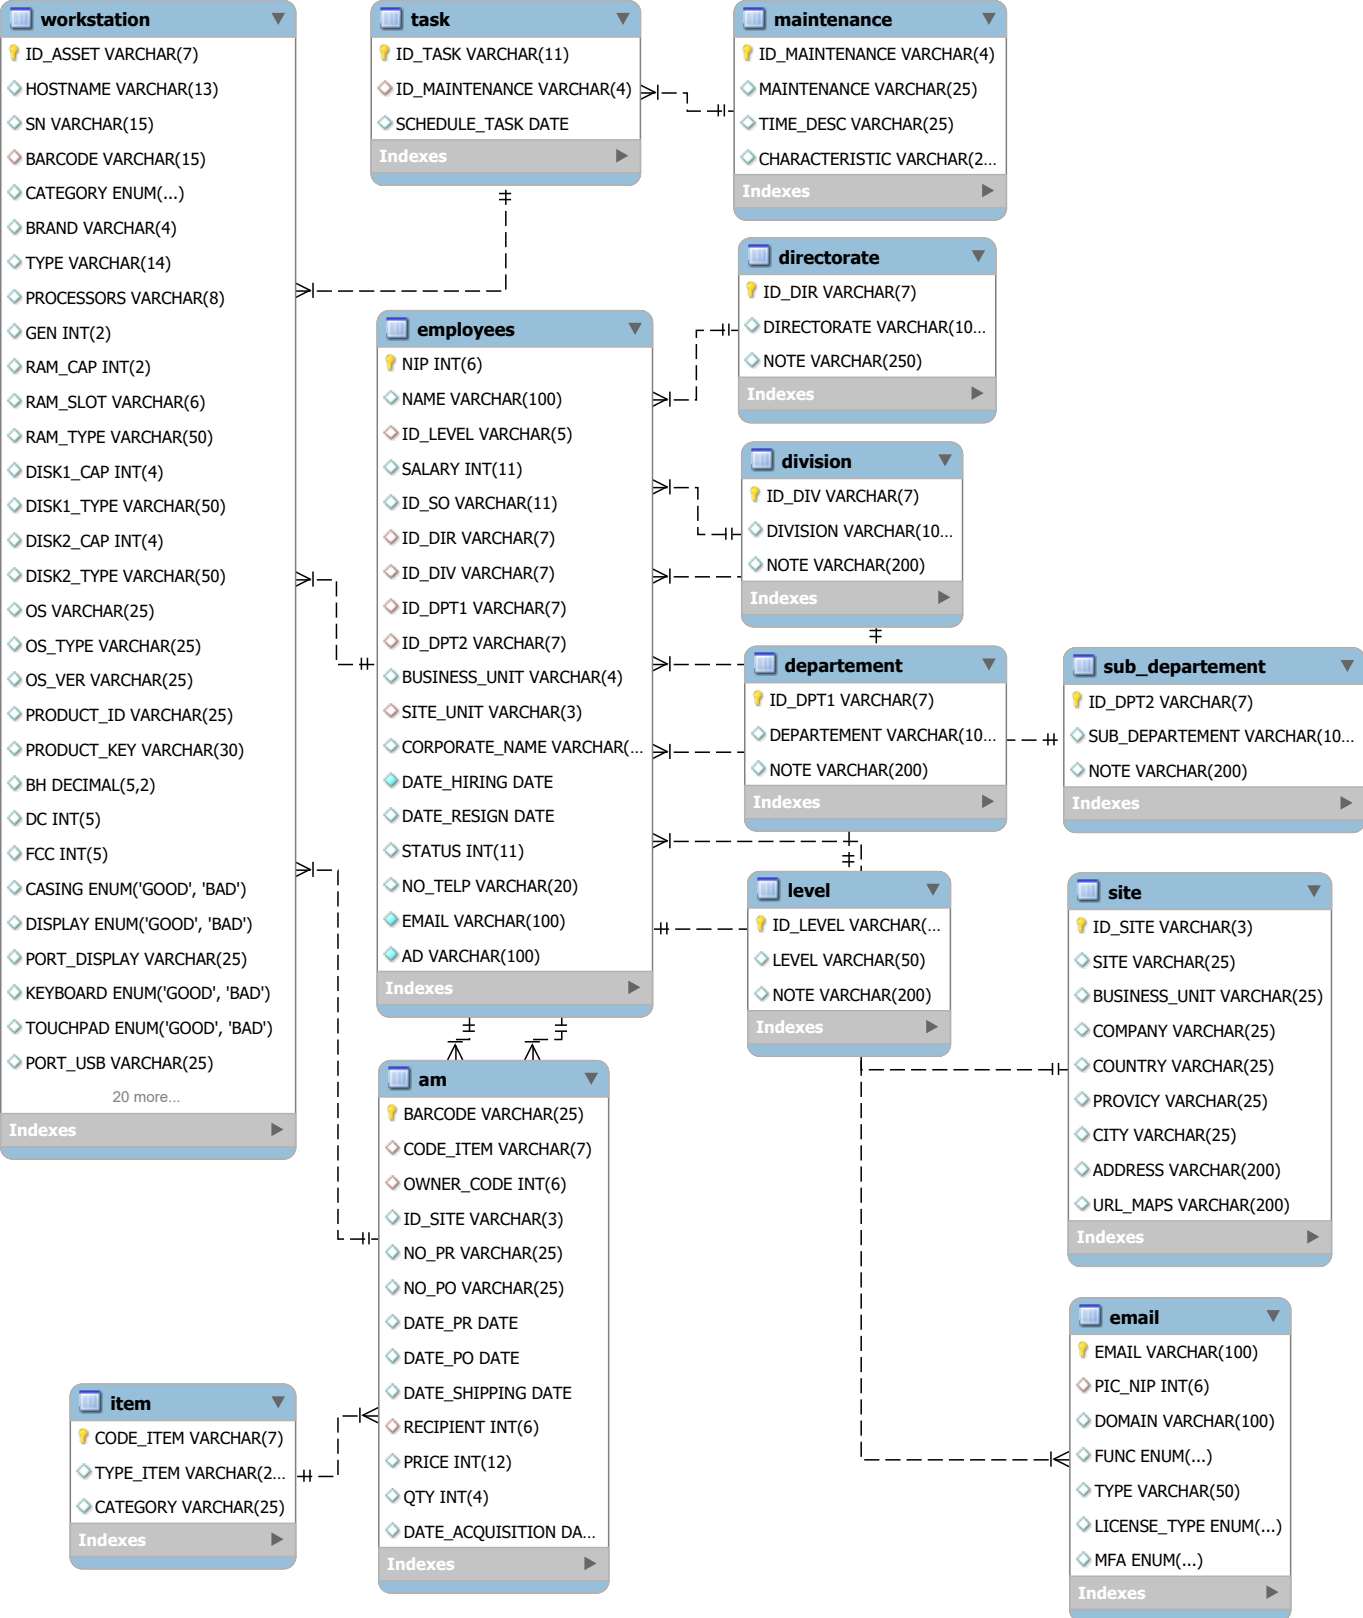 workstation
ID_ASSET VARCHAR(7)
HOSTNAME VARCHAR(13)
SN VARCHAR(15)
BARCODE VARCHAR(15)
CATEGORY ENUM(...)
BRAND VARCHAR(4)
TYPE VARCHAR(14)
PROCESSORS VARCHAR(8)
GEN INT(2)
RAM_CAP INT(2)
RAM_SLOT VARCHAR(6)
RAM_TYPE VARCHAR(50)
DISK1_CAP INT(4)
DISK1_TYPE VARCHAR(50)
DISK2_CAP INT(4)
DISK2_TYPE VARCHAR(50)
OS VARCHAR(25)
OS_TYPE VARCHAR(25)
OS_VER VARCHAR(25)
PRODUCT_ID VARCHAR(25)
PRODUCT_KEY VARCHAR(30)
BH DECIMAL(5,2)
DC INT(5)
FCC INT(5)
CASING ENUM('GOOD', 'BAD')
DISPLAY ENUM('GOOD', 'BAD')
PORT_DISPLAY VARCHAR(25)
KEYBOARD ENUM('GOOD', 'BAD')
TOUCHPAD ENUM('GOOD', 'BAD')
PORT_USB VARCHAR(25)
20 more...
Indexes
task
ID_TASK VARCHAR(11)
ID_MAINTENANCE VARCHAR(4)
SCHEDULE_TASK DATE
Indexes
maintenance
ID_MAINTENANCE VARCHAR(4)
MAINTENANCE VARCHAR(25)
TIME_DESC VARCHAR(25)
CHARACTERISTIC VARCHAR(2...
Indexes
directorate
ID_DIR VARCHAR(7)
DIRECTORATE VARCHAR(10...
NOTE VARCHAR(250)
Indexes
employees
NIP INT(6)
NAME VARCHAR(100)
ID_LEVEL VARCHAR(5)
SALARY INT(11)
ID_SO VARCHAR(11)
ID_DIR VARCHAR(7)
ID_DIV VARCHAR(7)
ID_DPT1 VARCHAR(7)
ID_DPT2 VARCHAR(7)
BUSINESS_UNIT VARCHAR(4)
SITE_UNIT VARCHAR(3)
CORPORATE_NAME VARCHAR(...
DATE_HIRING DATE
DATE_RESIGN DATE
STATUS INT(11)
NO_TELP VARCHAR(20)
EMAIL VARCHAR(100)
AD VARCHAR(100)
Indexes
division
ID_DIV VARCHAR(7)
DIVISION VARCHAR(10...
NOTE VARCHAR(200)
Indexes
departement
ID_DPT1 VARCHAR(7)
DEPARTEMENT VARCHAR(10...
NOTE VARCHAR(200)
Indexes
sub_departement
ID_DPT2 VARCHAR(7)
SUB_DEPARTEMENT VARCHAR(10...
NOTE VARCHAR(200)
Indexes
level
ID_LEVEL VARCHAR(...
LEVEL VARCHAR(50)
NOTE VARCHAR(200)
Indexes
site
ID_SITE VARCHAR(3)
SITE VARCHAR(25)
BUSINESS_UNIT VARCHAR(25)
COMPANY VARCHAR(25)
COUNTRY VARCHAR(25)
PROVICY VARCHAR(25)
CITY VARCHAR(25)
ADDRESS VARCHAR(200)
URL_MAPS VARCHAR(200)
Indexes
am
BARCODE VARCHAR(25)
CODE_ITEM VARCHAR(7)
OWNER_CODE INT(6)
ID_SITE VARCHAR(3)
NO_PR VARCHAR(25)
NO_PO VARCHAR(25)
DATE_PR DATE
DATE_PO DATE
DATE_SHIPPING DATE
RECIPIENT INT(6)
PRICE INT(12)
QTY INT(4)
DATE_ACQUISITION DA...
Indexes
item
CODE_ITEM VARCHAR(7)
TYPE_ITEM VARCHAR(2...
CATEGORY VARCHAR(25)
Indexes
email
EMAIL VARCHAR(100)
PIC_NIP INT(6)
DOMAIN VARCHAR(100)
FUNC ENUM(...)
TYPE VARCHAR(50)
LICENSE_TYPE ENUM(...)
MFA ENUM(...)
Indexes